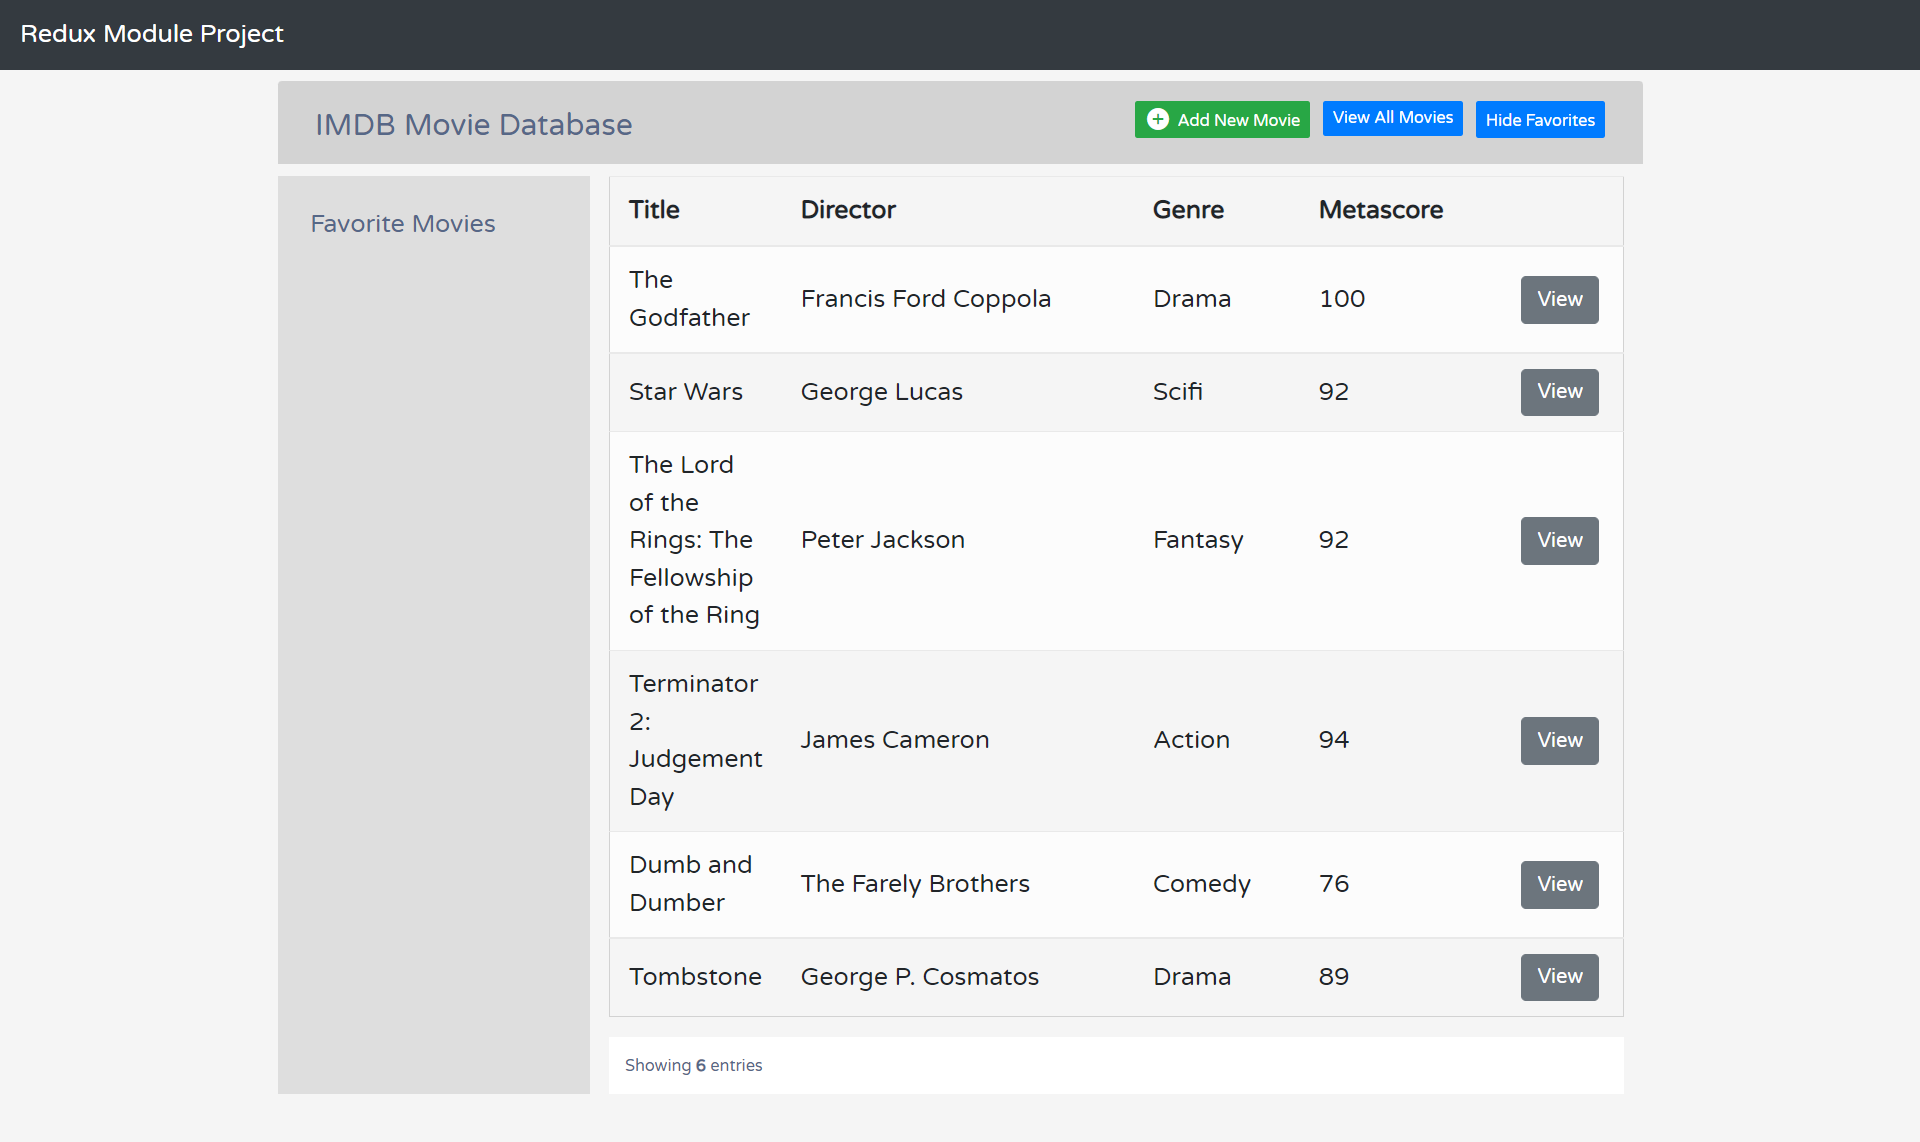 Redux Module Project
IMDB Movie Database
Add New Movie
View All Movies
Hide Favorites
Favorite Movies
Title Director Genre Metascore
The
Godfather
Francis Ford Coppola Drama 100 View
Star Wars George Lucas Scifi 92 View
The Lord
of the
Rings: The
Fellowship
of the Ring
Peter Jackson Fantasy 92 View
Terminator
2:
Judgement
Day
James Cameron Action 94 View
Dumb and
Dumber
The Farely Brothers Comedy 76 View
Tombstone George P. Cosmatos Drama 89 View
Showing 6 entries